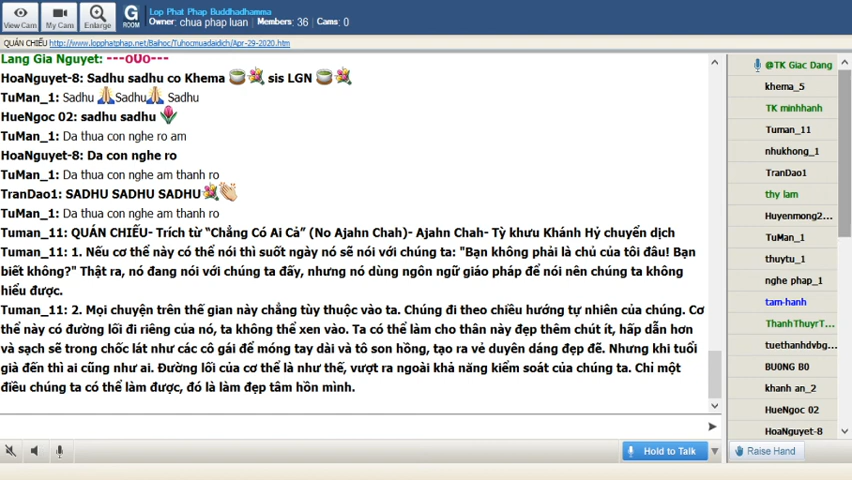 Lop Phat Phap Buddhadhamma
Owner: chua phap luan , Members: 36 , Cams: 0
View Cam
My Cam
Enlarge
G
ROOM
QUÁN CHIẾU http://www.lopphatphap.net/Baihoc/Tuhocmuadaidich/Apr-29-2020.htm
Lang Gia Nguyet: ---oUo---
HoaNguyet-8: Sadhu sadhu co Khema sis LGN
TuMan_1: Sadhu Sadhu Sadhu
HueNgoc 02: sadhu sadhu
TuMan_1: Da thua con nghe ro am
HoaNguyet-8: Da con nghe ro
TuMan_1: Da thua con nghe ro am thanh ro
TranDao1: SADHU SADHU SADHU
TuMan_1: Da thua con nghe ro am thanh ro
Tuman_11: QUÁN CHIẾU- Trích từ “Chẳng Có Ai Cả” (No Ajahn Chah)- Ajahn Chah- Tỳ khưu Khánh Hỷ chuyển dịch
Tuman_11: 1. Nếu cơ thể này có thể nói thì suốt ngày nó sẽ nói với chúng ta: "Bạn không phải là chủ của tôi đâu! Bạn
biết không?" Thật ra, nó đang nói với chúng ta đấy, nhưng nó dùng ngôn ngữ giáo pháp để nói nên chúng ta không
hiểu được.
Tuman_11: 2. Mọi chuyện trên thế gian này chẳng tùy thuộc vào ta. Chúng đi theo chiều hướng tự nhiên của chúng. Cơ
thể này có đường lối đi riêng của nó, ta không thể xen vào. Ta có thể làm cho thân này đẹp thêm chút ít, hấp dẫn hơn
và sạch sẽ trong chốc lát như các cô gái để móng tay dài và tô son hồng, tạo ra vẻ duyên dáng đẹp đẽ. Nhưng khi tuổi
già đến thì ai cũng như ai. Đường lối của cơ thể là như thế, vượt ra ngoài khả năng kiểm soát của chúng ta. Chỉ một
điều chúng ta có thể làm được, đó là làm đẹp tâm hồn mình.
@TK Giac Dang
khema_5
TK minhhanh
Tuman_11
nhukhong_1
TranDao1
thy lam
Huyenmong2...
TuMan_1
thuytu_1
nghe phap_1
tam-hanh
ThanhThuyrT...
tuethanhdvbg...
BU0NG B0
khanh an_2
HueNgoc 02
HoaNguyet-8
Hold to Talk
Raise Hand